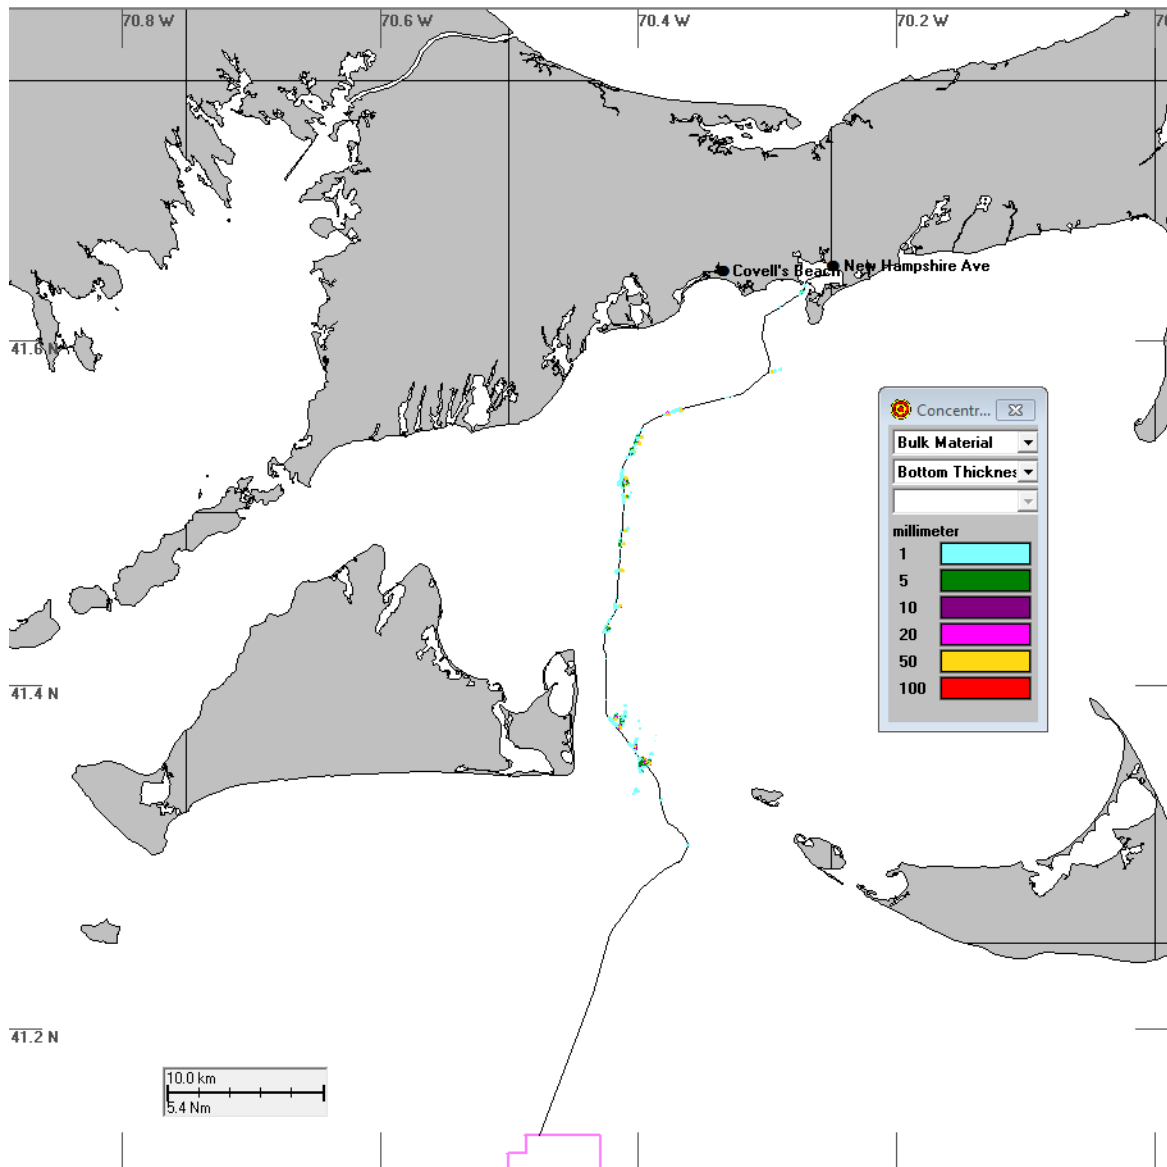 70.8 W
70.6 W
70.4 W
70.2 W
Covell's Beach
New Hampshire Ave
41.6 N
Concentr...
Bulk Material
Bottom Thicknes
millimeter
1
5
10
20
50
100
41.4 N
41.2 N
10.0 km
5.4 Nm